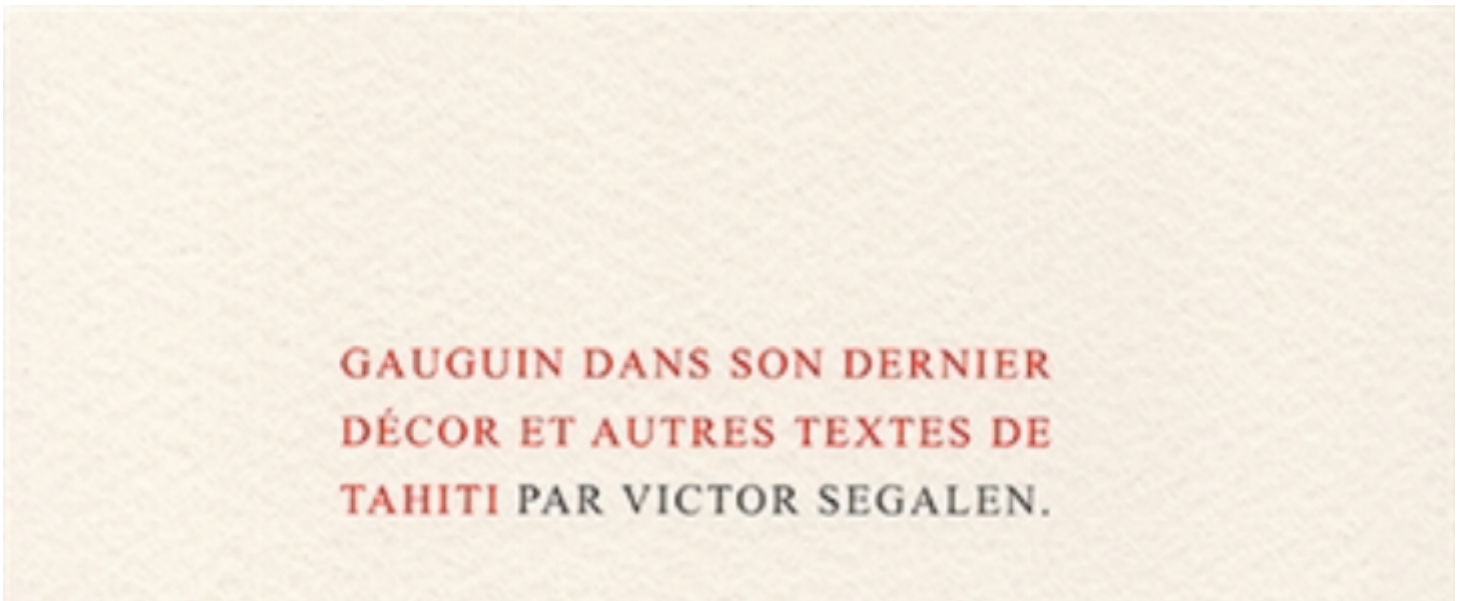 GAUGUIN DANS SON DERNIER
DÉCOR ET AUTRES TEXTES DE
TAHITI PAR VICTOR SEGALEN.